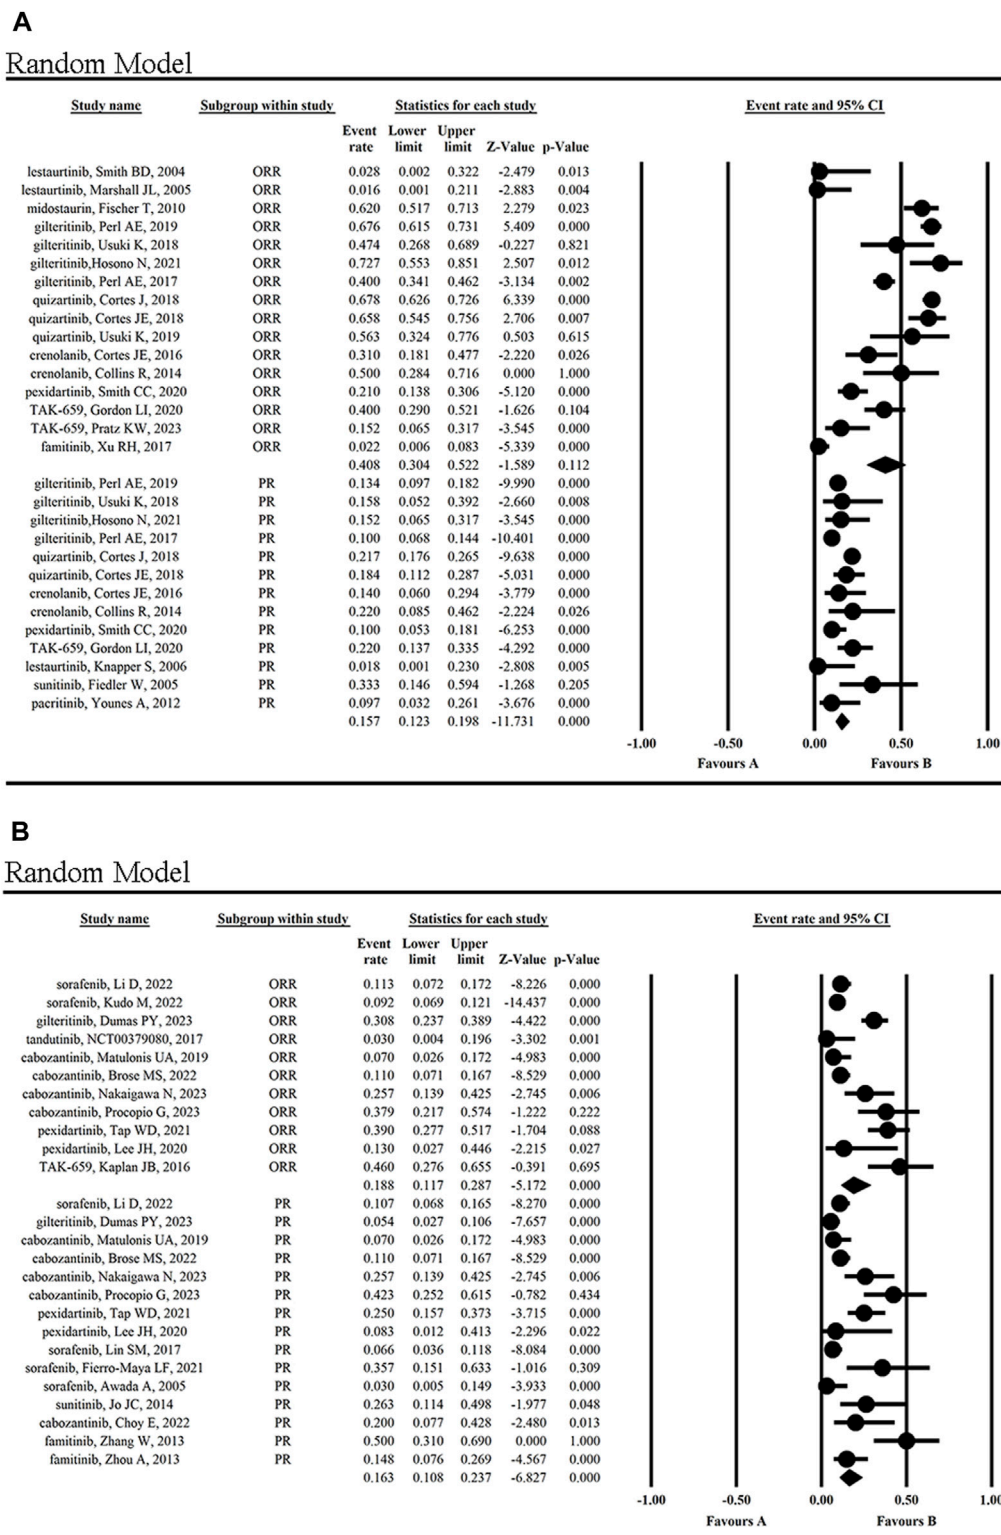 A
Random Model
Study name Subgroup within study Statistics for each study Event rate and 95% CI
Event Lower Upper
rate limit limit Z-Value p-Value
lestaurtinib, Smith BD, 2004 ORR 0.028 0.002 0.322 -2.479 0.013
lestaurtinib, Marshall JL, 2005 ORR 0.016 0.001 0.211 -2.883 0.004
midostaurin, Fischer T, 2010 ORR 0.620 0.517 0.713 2.279 0.023
gilteritinib, Perl AE, 2019 ORR 0.676 0.615 0.731 5.409 0.000
gilteritinib, Usuki K, 2018 ORR 0.474 0.268 0.689 -0.227 0.821
gilteritinib,Hosono N, 2021 ORR 0.727 0.553 0.851 2.507 0.012
gilteritinib, Perl AE, 2017 ORR 0.400 0.341 0.462 -3.134 0.002
quizartinib, Cortes J, 2018 ORR 0.678 0.626 0.726 6.339 0.000
quizartinib, Cortes JE, 2018 ORR 0.658 0.545 0.756 2.706 0.007
quizartinib, Usuki K, 2019 ORR 0.563 0.324 0.776 0.503 0.615
crenolanib, Cortes JE, 2016 ORR 0.310 0.181 0.477 -2.220 0.026
crenolanib, Collins R, 2014 ORR 0.500 0.284 0.716 0.000 1.000
pexidartinib, Smith CC, 2020 ORR 0.210 0.138 0.306 -5.120 0.000
TAK-659, Gordon LI, 2020 ORR 0.400 0.290 0.521 -1.626 0.104
TAK-659, Pratz KW, 2023 ORR 0.152 0.065 0.317 -3.545 0.000
famitinib, Xu RH, 2017 ORR 0.022 0.006 0.083 -5.339 0.000
0.408 0.304 0.522 -1.589 0.112
gilteritinib, Perl AE, 2019 PR 0.134 0.097 0.182 -9.990 0.000
gilteritinib, Usuki K, 2018 PR 0.158 0.052 0.392 -2.660 0.008
gilteritinib,Hosono N, 2021 PR 0.152 0.065 0.317 -3.545 0.000
gilteritinib, Perl AE, 2017 PR 0.100 0.068 0.144 -10.401 0.000
quizartinib, Cortes J, 2018 PR 0.217 0.176 0.265 -9.638 0.000
quizartinib, Cortes JE, 2018 PR 0.184 0.112 0.287 -5.031 0.000
crenolanib, Cortes JE, 2016 PR 0.140 0.060 0.294 -3.779 0.000
crenolanib, Collins R, 2014 PR 0.220 0.085 0.462 -2.224 0.026
pexidartinib, Smith CC, 2020 PR 0.100 0.053 0.181 -6.253 0.000
TAK-659, Gordon LI, 2020 PR 0.220 0.137 0.335 -4.292 0.000
lestaurtinib, Knapper S, 2006 PR 0.018 0.001 0.230 -2.808 0.005
sunitinib, Fiedler W, 2005 PR 0.333 0.146 0.594 -1.268 0.205
pacritinib, Younes A, 2012 PR 0.097 0.032 0.261 -3.676 0.000
0.157 0.123 0.198 -11.731 0.000
-1.00 -0.50 0.00 0.50 1.00
Favours A Favours B
B
Random Model
Study name Subgroup within study Statistics for each study Event rate and 95% CI
Event Lower Upper
rate limit limit Z-Value p-Value
sorafenib, Li D, 2022 ORR 0.113 0.072 0.172 -8.226 0.000
sorafenib, Kudo M, 2022 ORR 0.092 0.069 0.121 -14.437 0.000
gilteritinib, Dumas PY, 2023 ORR 0.308 0.237 0.389 -4.422 0.000
tandutinib, NCT00379080, 2017 ORR 0.030 0.004 0.196 -3.302 0.001
cabozantinib, Matulonis UA, 2019 ORR 0.070 0.026 0.172 -4.983 0.000
cabozantinib, Brose MS, 2022 ORR 0.110 0.071 0.167 -8.529 0.000
cabozantinib, Nakaigawa N, 2023 ORR 0.257 0.139 0.425 -2.745 0.006
cabozantinib, Procopio G, 2023 ORR 0.379 0.217 0.574 -1.222 0.222
pexidartinib, Tap WD, 2021 ORR 0.390 0.277 0.517 -1.704 0.088
pexidartinib, Lee JH, 2020 ORR 0.130 0.027 0.446 -2.215 0.027
TAK-659, Kaplan JB, 2016 ORR 0.460 0.276 0.655 -0.391 0.695
0.188 0.117 0.287 -5.172 0.000
sorafenib, Li D, 2022 PR 0.107 0.068 0.165 -8.270 0.000
gilteritinib, Dumas PY, 2023 PR 0.054 0.027 0.106 -7.657 0.000
cabozantinib, Matulonis UA, 2019 PR 0.070 0.026 0.172 -4.983 0.000
cabozantinib, Brose MS, 2022 PR 0.110 0.071 0.167 -8.529 0.000
cabozantinib, Nakaigawa N, 2023 PR 0.257 0.139 0.425 -2.745 0.006
cabozantinib, Procopio G, 2023 PR 0.423 0.252 0.615 -0.782 0.434
pexidartinib, Tap WD, 2021 PR 0.250 0.157 0.373 -3.715 0.000
pexidartinib, Lee JH, 2020 PR 0.083 0.012 0.413 -2.296 0.022
sorafenib, Lin SM, 2017 PR 0.066 0.036 0.118 -8.084 0.000
sorafenib, Fierro-Maya LF, 2021 PR 0.357 0.151 0.633 -1.016 0.309
sorafenib, Awada A, 2005 PR 0.030 0.005 0.149 -3.933 0.000
sunitinib, Jo JC, 2014 PR 0.263 0.114 0.498 -1.977 0.048
cabozantinib, Choy E, 2022 PR 0.200 0.077 0.428 -2.480 0.013
famitinib, Zhang W, 2013 PR 0.500 0.310 0.690 0.000 1.000
famitinib, Zhou A, 2013 PR 0.148 0.076 0.269 -4.567 0.000
0.163 0.108 0.237 -6.827 0.000
-1.00 -0.50 0.00 0.50 1.00
Favours A Favours B